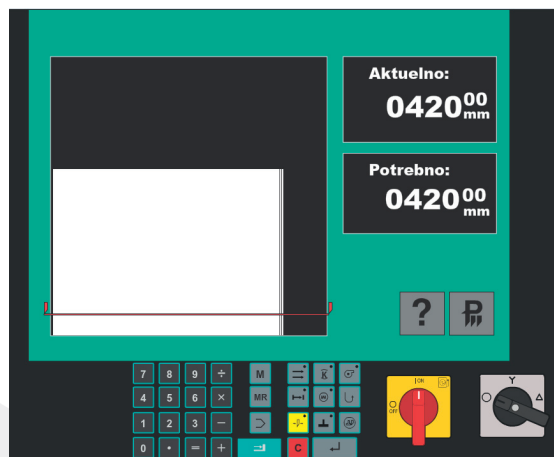 Aktuelno:
0420 00 mm
Potrebno:
0420 00 mm
?
7 8 9 ÷ M
4 5 6 × MR
1 2 3 −
0 • = + C
ON
OFF
Y
Δ